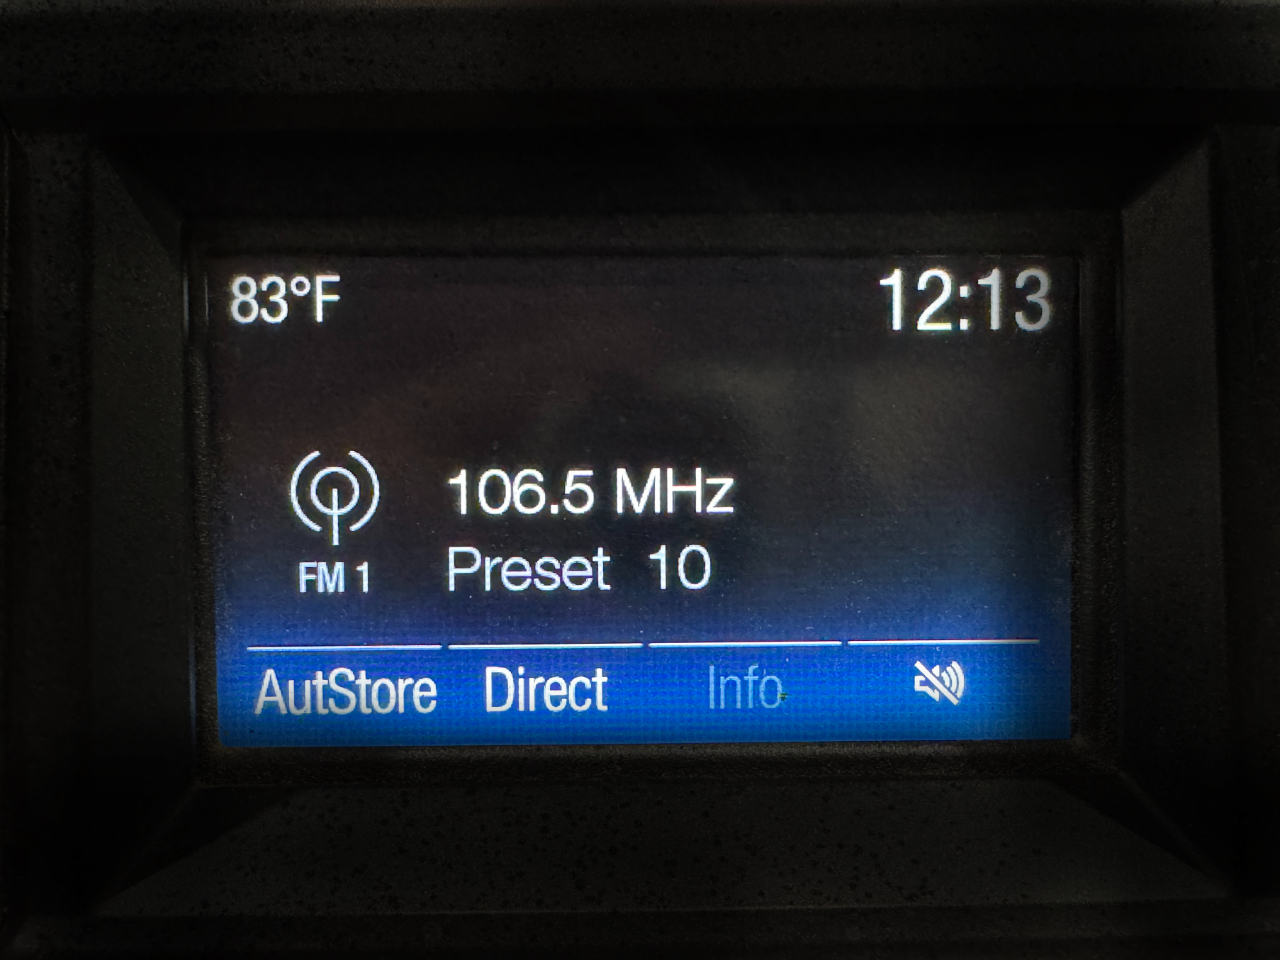 83°F 12:13
106.5 MHz
FM 1 Preset 10
AutStore Direct Info